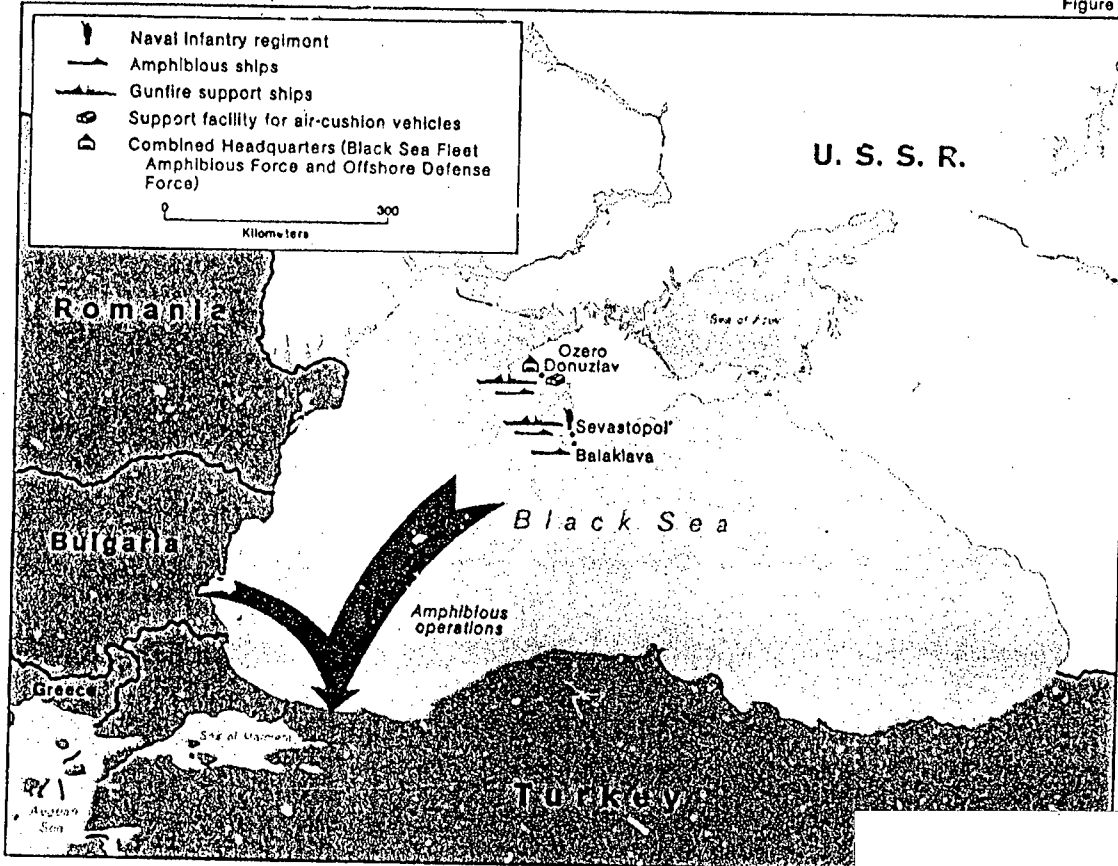 Figure
Naval Infantry regiment
Amphibious ships
Gunfire support ships
Support facility for air-cushion vehicles
Combined Headquarters (Black Sea Fleet
Amphibious Force and Offshore Defense
Force)
0 300
Kilometers
U. S. S. R.
Romania
Sea of Azov
Ozero
Donuzlav
Sevastopol'
Balaklava
Black Sea
Bulgaria
Amphibious
operations
Greece
Sea of Marmara
Turkey
Aegean
Sea